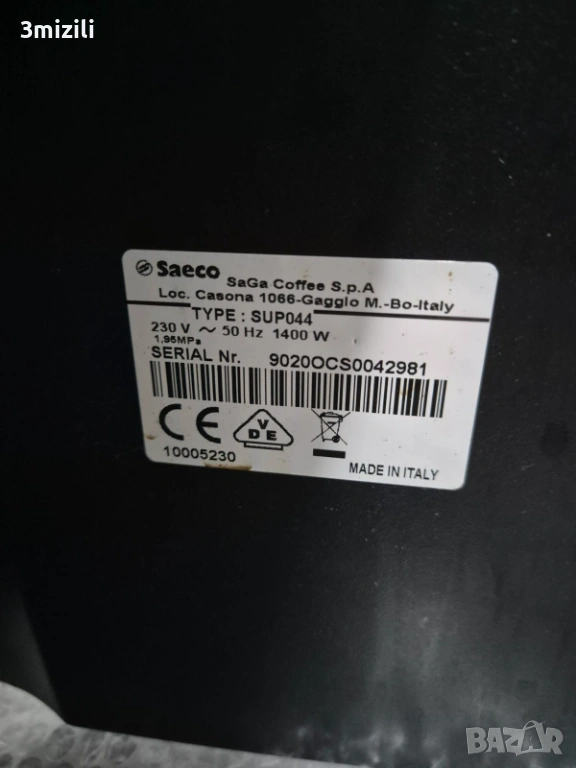 3mizili
Saeco
SaGa Coffee S.p.A
Loc. Casona 1066-Gaggio M.-Bo-Italy
TYPE : SUP044
230 V ~ 50 Hz 1400 W
1,95MPa
SERIAL Nr. 9020OCS0042981
CE VDE
10005230
MADE IN ITALY
BAZAR